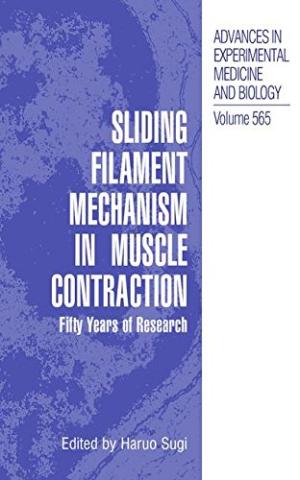 ADVANCES IN
EXPERIMENTAL
MEDICINE
AND BIOLOGY
Volume 565
SLIDING
FILAMENT
MECHANISM
IN MUSCLE
CONTRACTION
Fifty Years of Research
Edited by Haruo Sugi